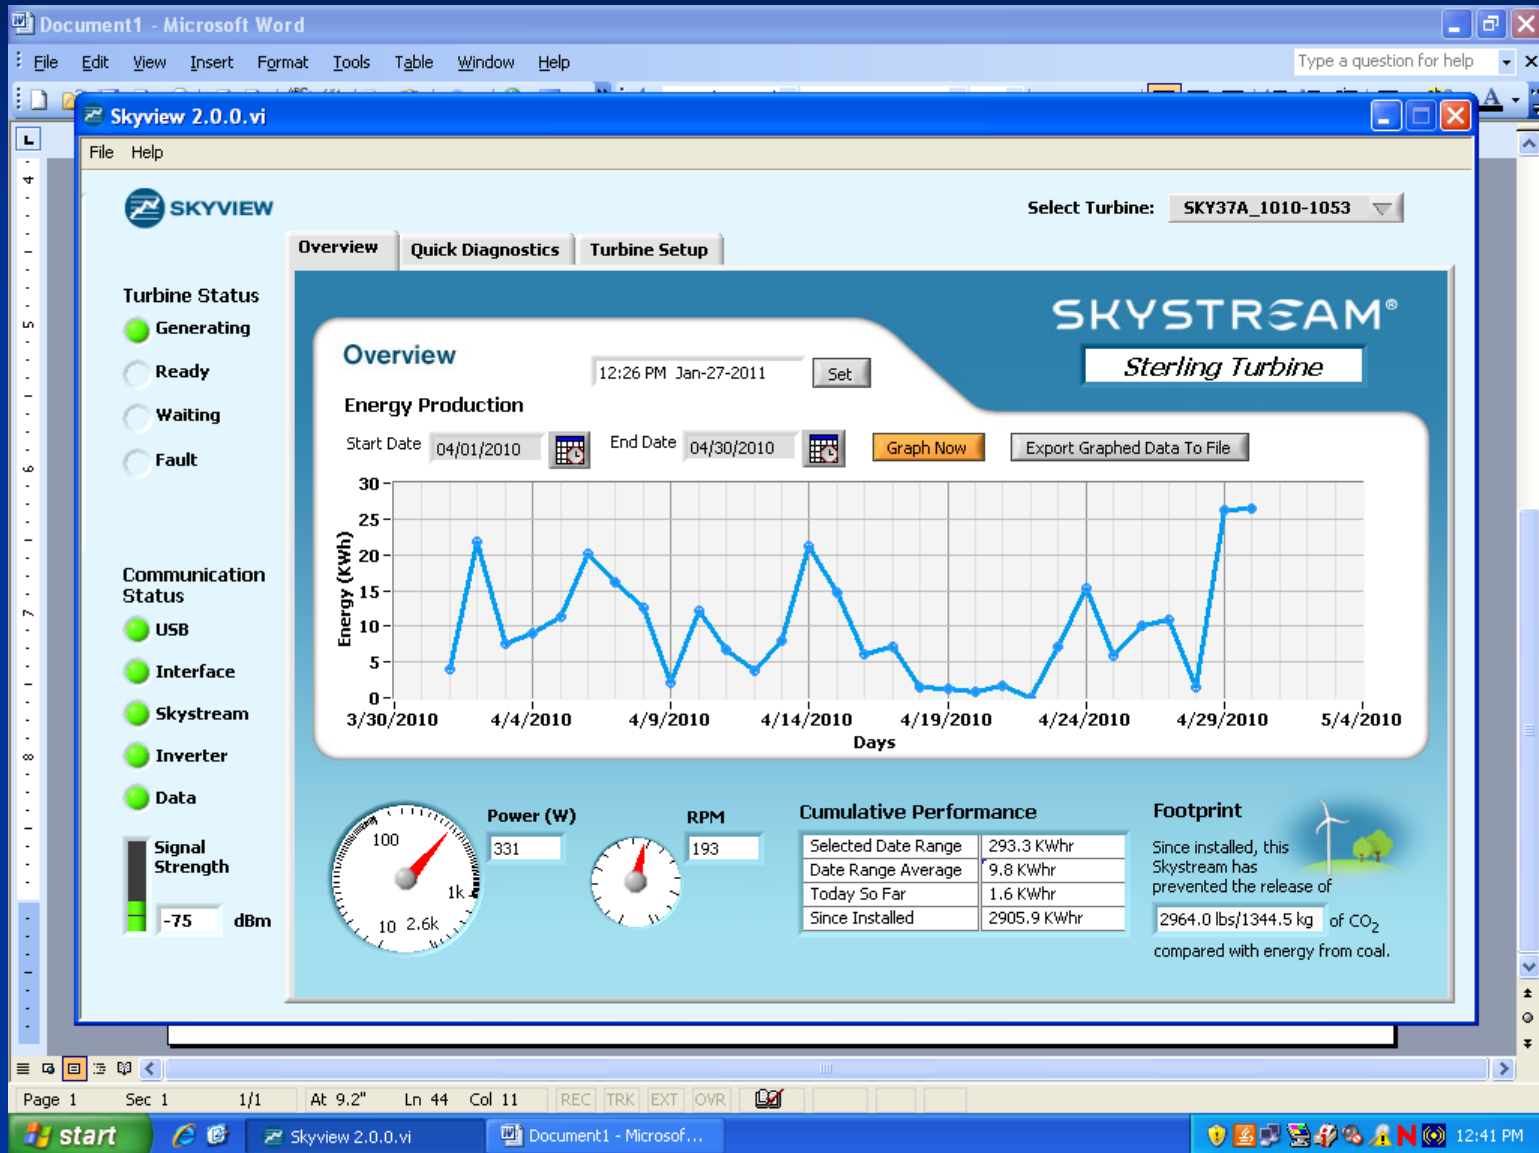 Document1 - Microsoft Word
File Edit View Insert Format Tools Table Window Help
Type a question for help
Skyview 2.0.0.vi
File Help
SKYVIEW
Select Turbine: SKY37A_1010-1053
Overview Quick Diagnostics Turbine Setup
Turbine Status
Generating
Ready
Waiting
Fault
Communication
Status
USB
Interface
Skystream
Inverter
Data
Signal
Strength
-75 dBm
SKYSTREAM®
Sterling Turbine
Overview
12:26 PM Jan-27-2011 Set
Energy Production
Start Date 04/01/2010 End Date 04/30/2010 Graph Now Export Graphed Data To File
Energy (KWh)
30
25
20
15
10
5
0
3/30/2010 4/4/2010 4/9/2010 4/14/2010 4/19/2010 4/24/2010 4/29/2010 5/4/2010
Days
100
1k
10 2.6k
Power (W)
331
RPM
193
Cumulative Performance
Selected Date Range 293.3 KWhr
Date Range Average 9.8 KWhr
Today So Far 1.6 KWhr
Since Installed 2905.9 KWhr
Footprint
Since installed, this
Skystream has
prevented the release of
2964.0 lbs/1344.5 kg of CO2
compared with energy from coal.
Page 1 Sec 1 1/1 At 9.2" Ln 44 Col 11 REC TRK EXT OVR
start Skyview 2.0.0.vi Document1 - Microsof... 12:41 PM